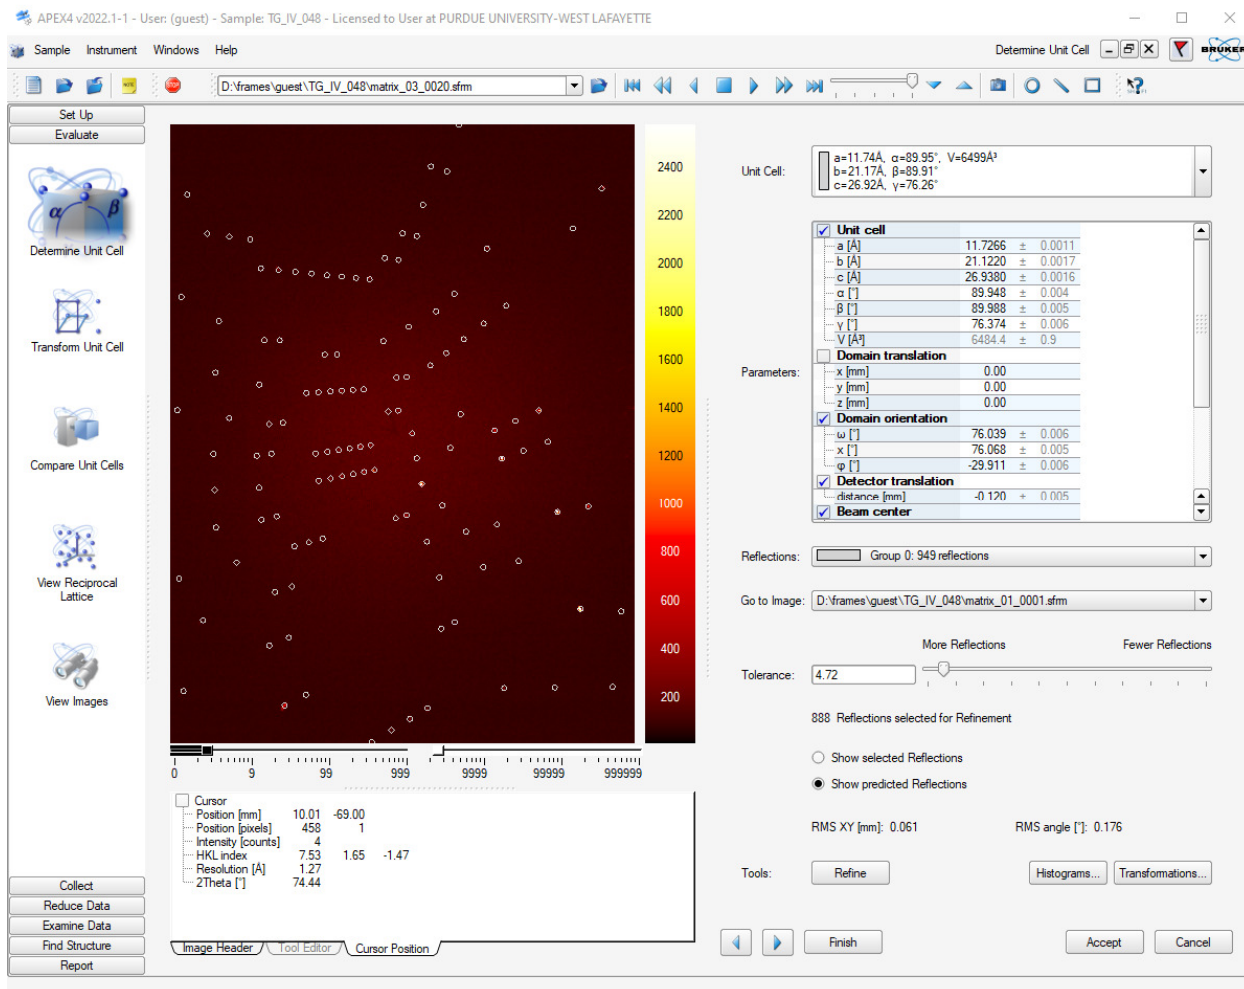 APEX4 v2022.1-1 - User: (guest) - Sample: TG_IV_048 - Licensed to User at PURDUE UNIVERSITY-WEST LAFAYETTE
Sample Instrument Windows Help Determine Unit Cell BRUKER
D:\frames\guest\TG_IV_048\matrix_03_0020.sfrm
Set Up
Evaluate
α β
Determine Unit Cell
Transform Unit Cell
Compare Unit Cells
View Reciprocal
Lattice
View Images
Collect
Reduce Data
Examine Data
Find Structure
Report
2400
2200
2000
1800
1600
1400
1200
1000
800
600
400
200
0 9 99 999 9999 99999 999999
Cursor
Position [mm] 10.01 -69.00
Position [pixels] 458 1
Intensity [counts] 4
HKL index 7.53 1.65 -1.47
Resolution [Å] 1.27
2Theta [°] 74.44
Image Header Tool Editor Cursor Position
Unit Cell:
a=11.74Å, α=89.95°, V=6499Å³
b=21.17Å, β=89.91°
c=26.92Å, γ=76.26°
Parameters:
Unit cell
a [Å] 11.7266 ± 0.0011
b [Å] 21.1220 ± 0.0017
c [Å] 26.9380 ± 0.0016
α [°] 89.948 ± 0.004
β [°] 89.988 ± 0.005
γ [°] 76.374 ± 0.006
V [Å³] 6484.4 ± 0.9
Domain translation
x [mm] 0.00
y [mm] 0.00
z [mm] 0.00
Domain orientation
ω [°] 76.039 ± 0.006
x [°] 76.068 ± 0.005
φ [°] -29.911 ± 0.006
Detector translation
distance [mm] -0.120 ± 0.005
Beam center
Reflections: Group 0: 949 reflections
Go to Image: D:\frames\guest\TG_IV_048\matrix_01_0001.sfrm
More Reflections Fewer Reflections
Tolerance: 4.72
888 Reflections selected for Refinement
Show selected Reflections
Show predicted Reflections
RMS XY [mm]: 0.061 RMS angle [°]: 0.176
Tools: Refine Histograms... Transformations...
Finish Accept Cancel